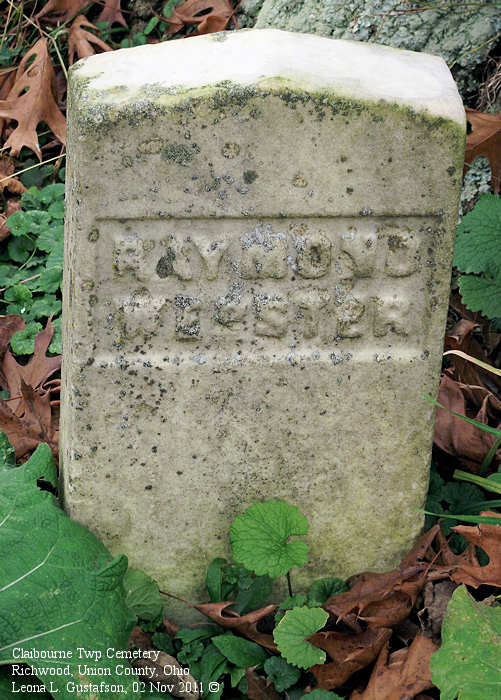 RAYMOND
WEBSTER
Claibourne Twp Cemetery
Richwood, Union County, Ohio
Leona L. Gustafson, 02 Nov 2011 ©